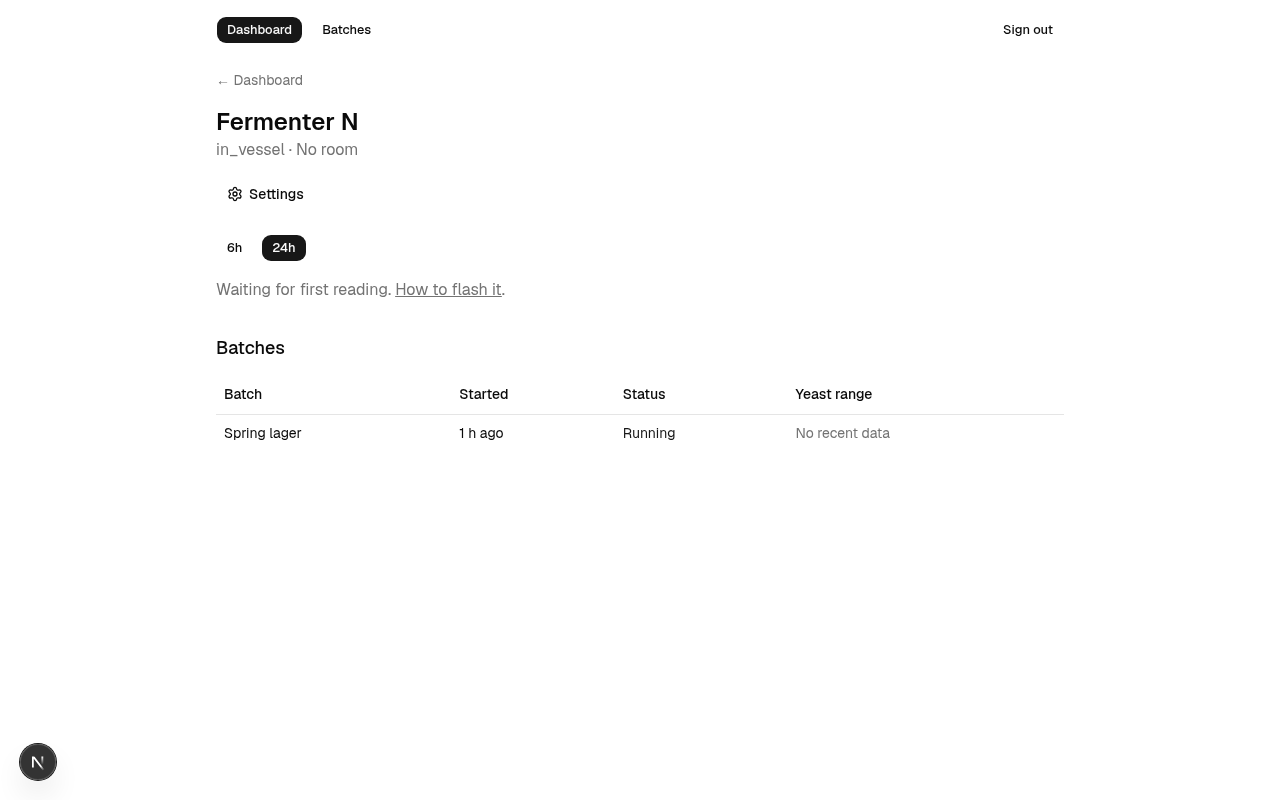 Dashboard Batches Sign out
← Dashboard
Fermenter N
in_vessel · No room
Settings
6h 24h
Waiting for first reading. How to flash it.
Batches
Batch Started Status Yeast range
Spring lager 1 h ago Running No recent data
N